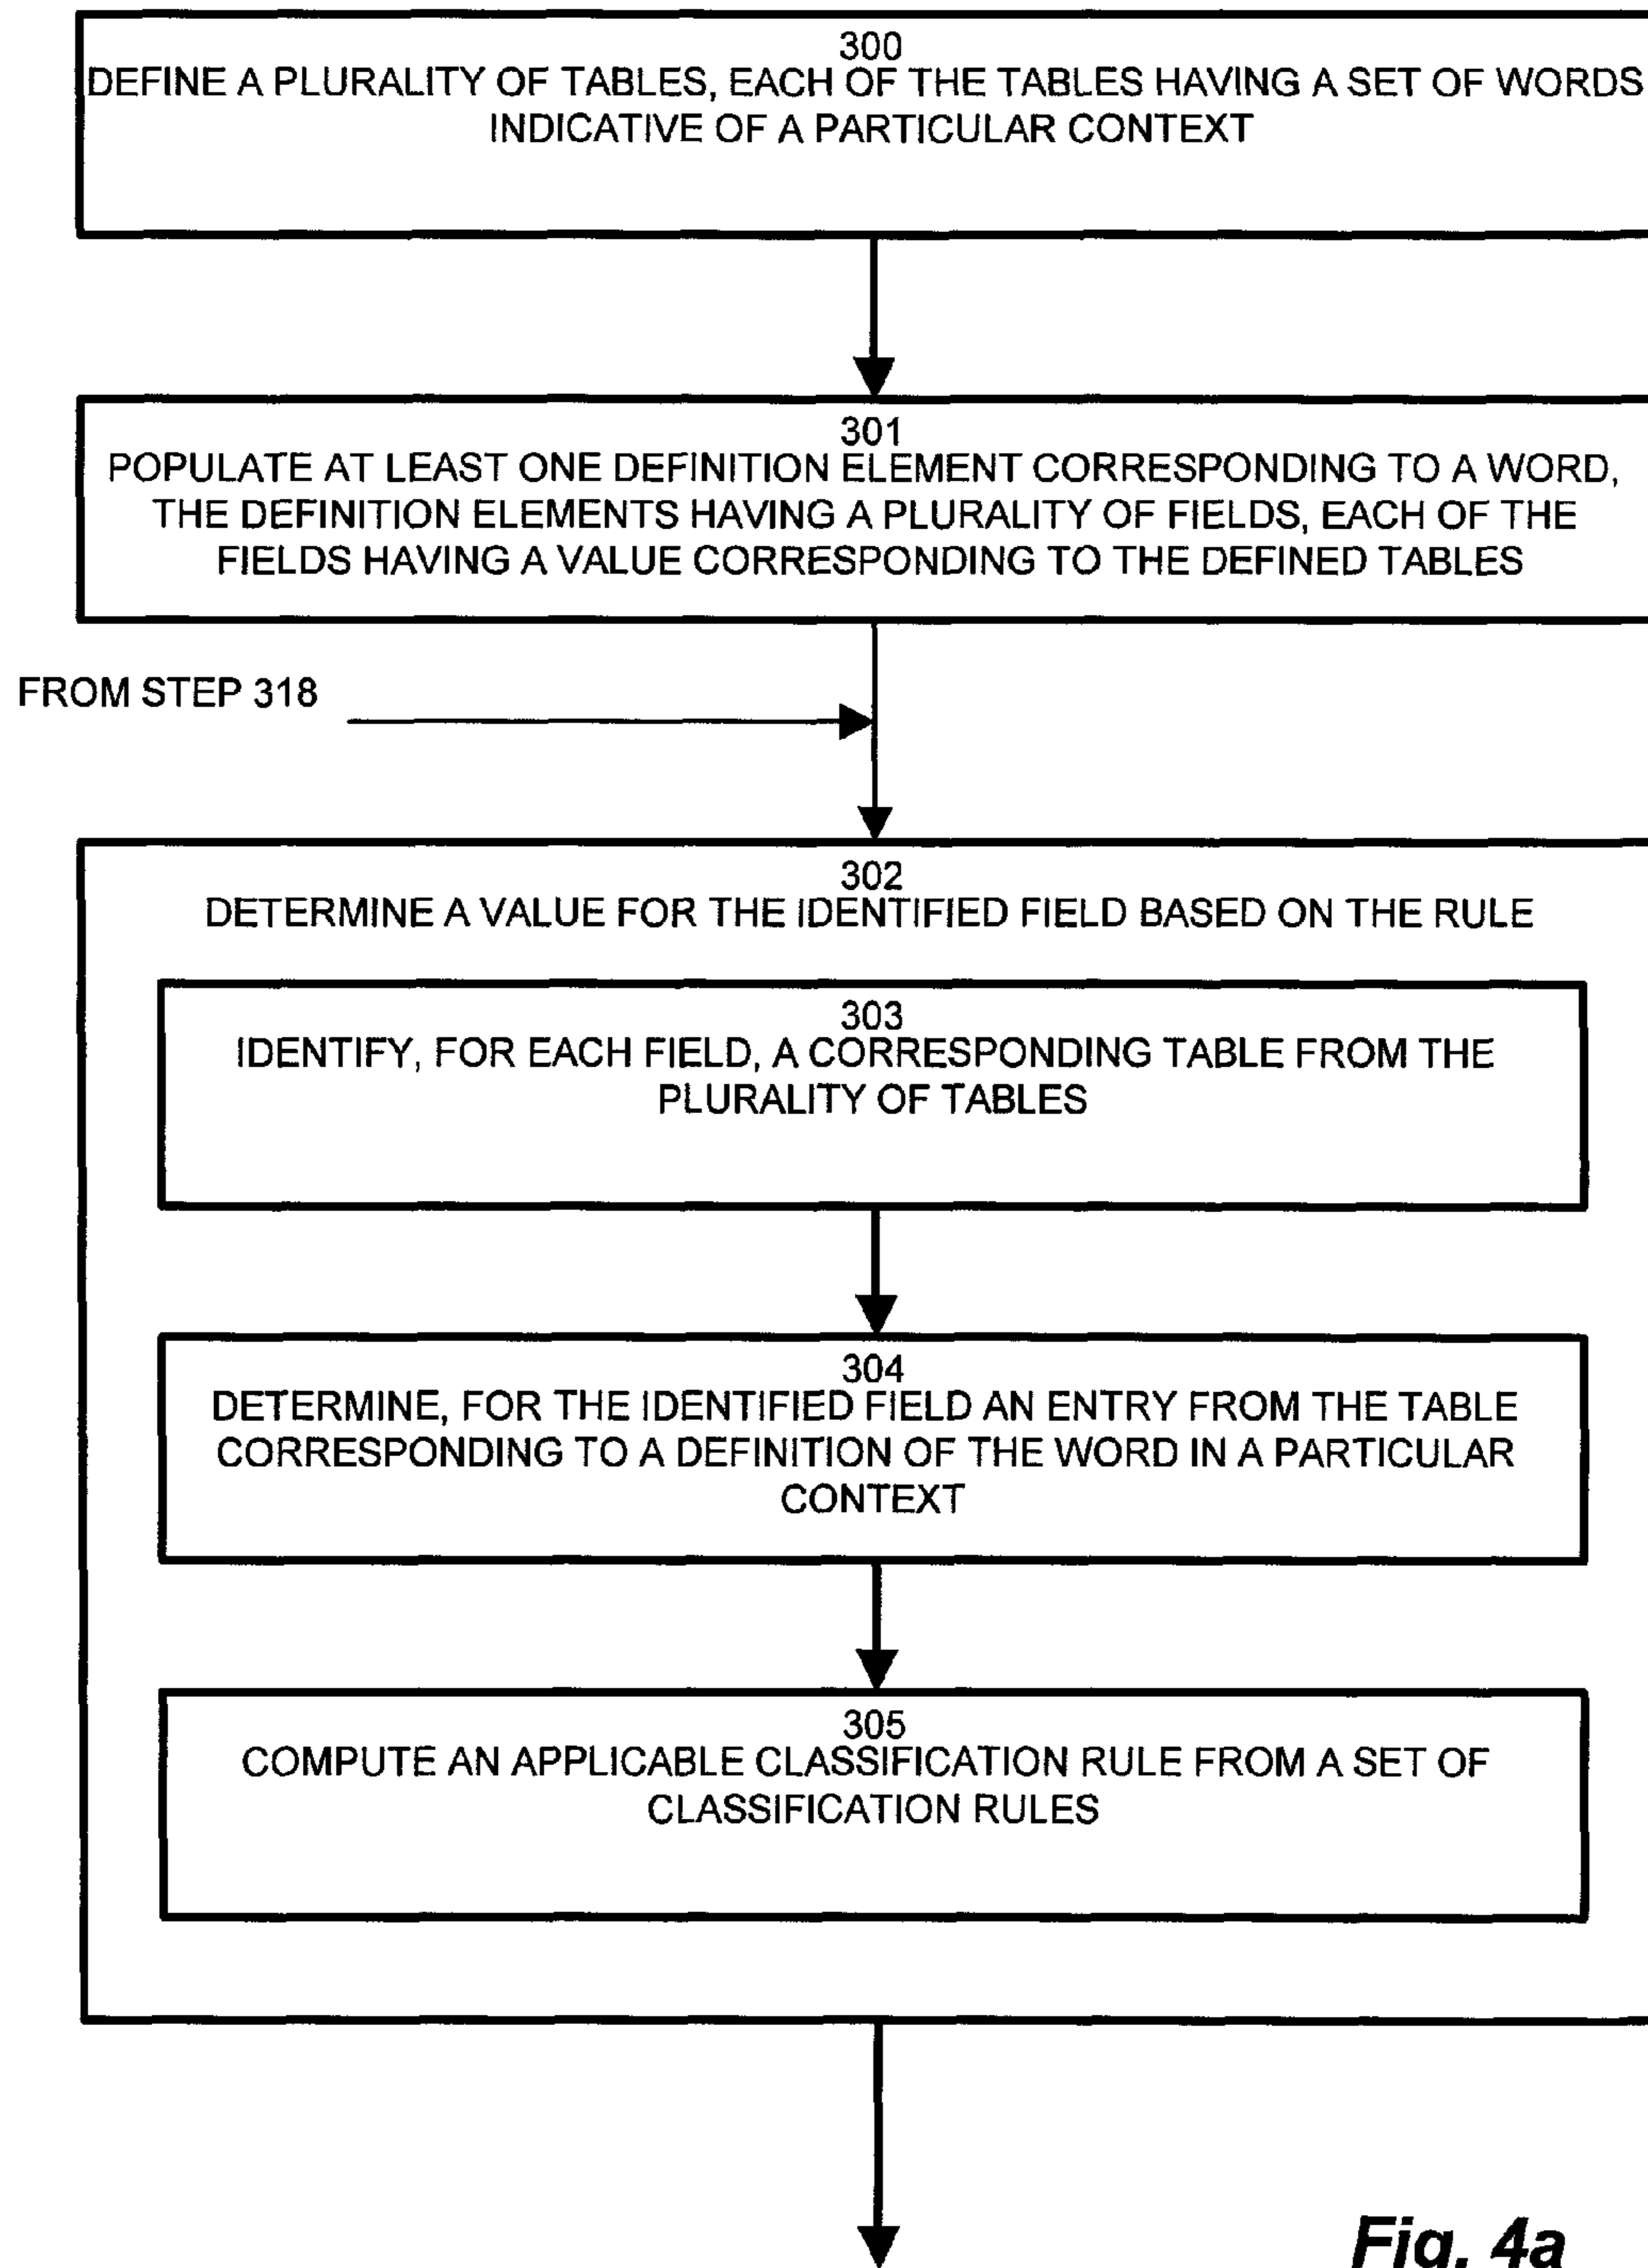 300
DEFINE A PLURALITY OF TABLES, EACH OF THE TABLES HAVING A SET OF WORDS
INDICATIVE OF A PARTICULAR CONTEXT
301
POPULATE AT LEAST ONE DEFINITION ELEMENT CORRESPONDING TO A WORD,
THE DEFINITION ELEMENTS HAVING A PLURALITY OF FIELDS, EACH OF THE
FIELDS HAVING A VALUE CORRESPONDING TO THE DEFINED TABLES
FROM STEP 318
302
DETERMINE A VALUE FOR THE IDENTIFIED FIELD BASED ON THE RULE
303
IDENTIFY, FOR EACH FIELD, A CORRESPONDING TABLE FROM THE
PLURALITY OF TABLES
304
DETERMINE, FOR THE IDENTIFIED FIELD AN ENTRY FROM THE TABLE
CORRESPONDING TO A DEFINITION OF THE WORD IN A PARTICULAR
CONTEXT
305
COMPUTE AN APPLICABLE CLASSIFICATION RULE FROM A SET OF
CLASSIFICATION RULES
Fig. 4a